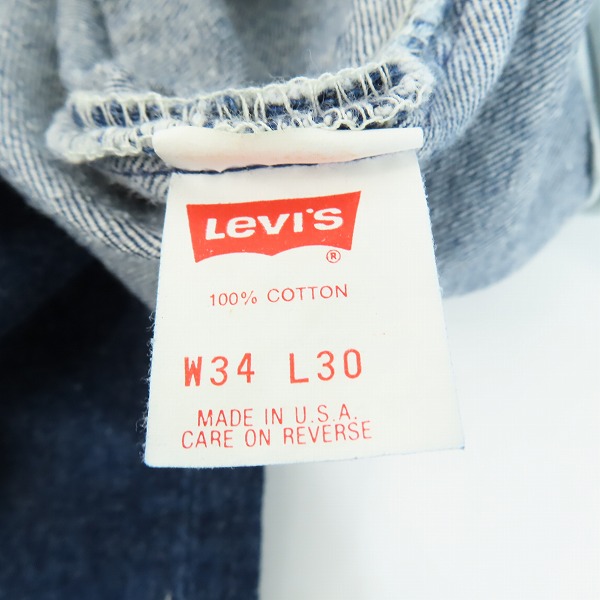 Levi's
®
100% COTTON
W34 L30
MADE IN U.S.A.
CARE ON REVERSE